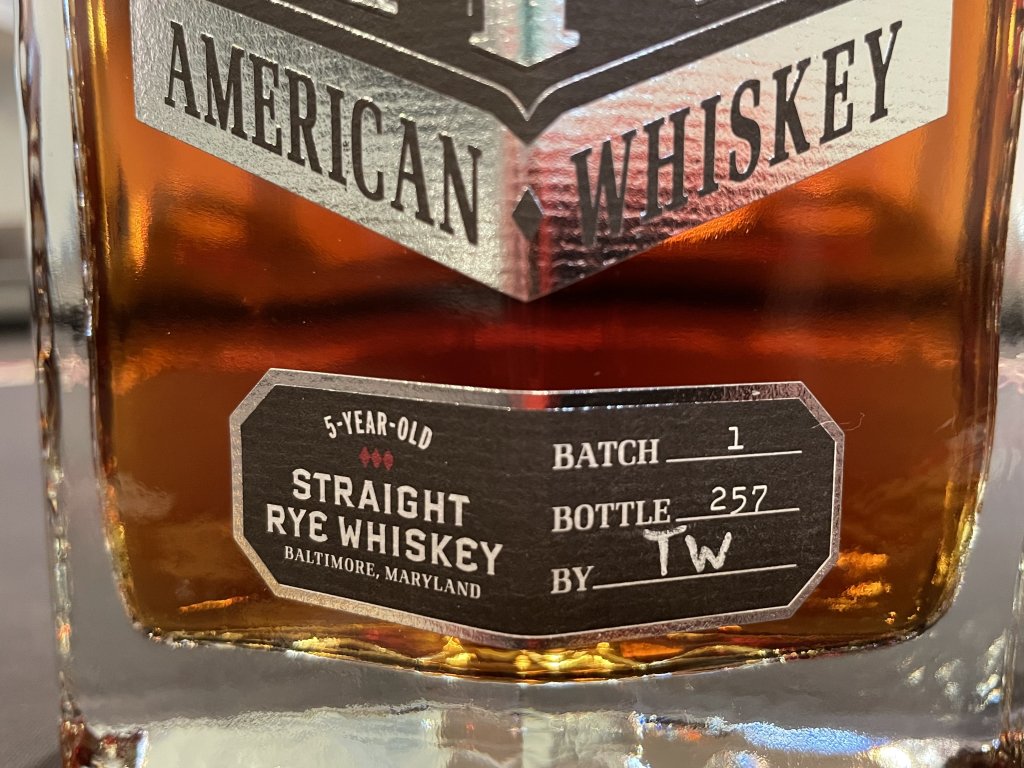 AMERICAN ♦ WHISKEY
5-YEAR-OLD
STRAIGHT
RYE WHISKEY
BALTIMORE, MARYLAND
BATCH 1
BOTTLE 257
BY TW